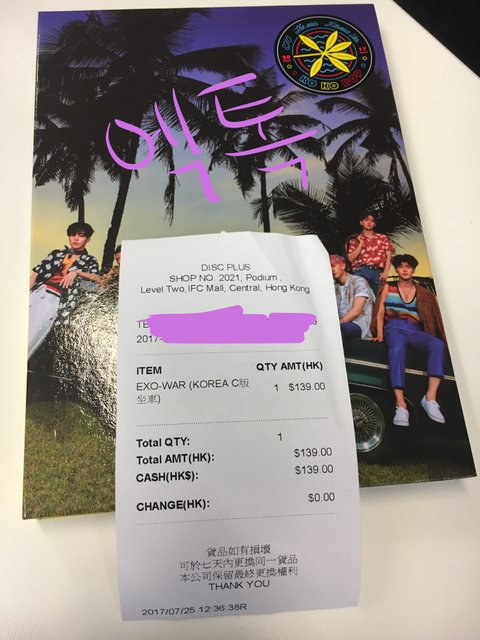 KO KO BOP
엑톡
DISC PLUS
SHOP NO. 2021, Podium ,
Level Two,IFC Mall, Central, Hong Kong
2017-
ITEM QTY AMT(HK)
EXO-WAR (KOREA C版 1 $139.00
坐車)
Total QTY: 1
Total AMT(HK): $139.00
CASH(HK$): $139.00
CHANGE(HK): $0.00
貨品如有損壞
可於七天內更換同一貨品
本公司保留最終更換權利
THANK YOU
2017/07/25 12:36:38R